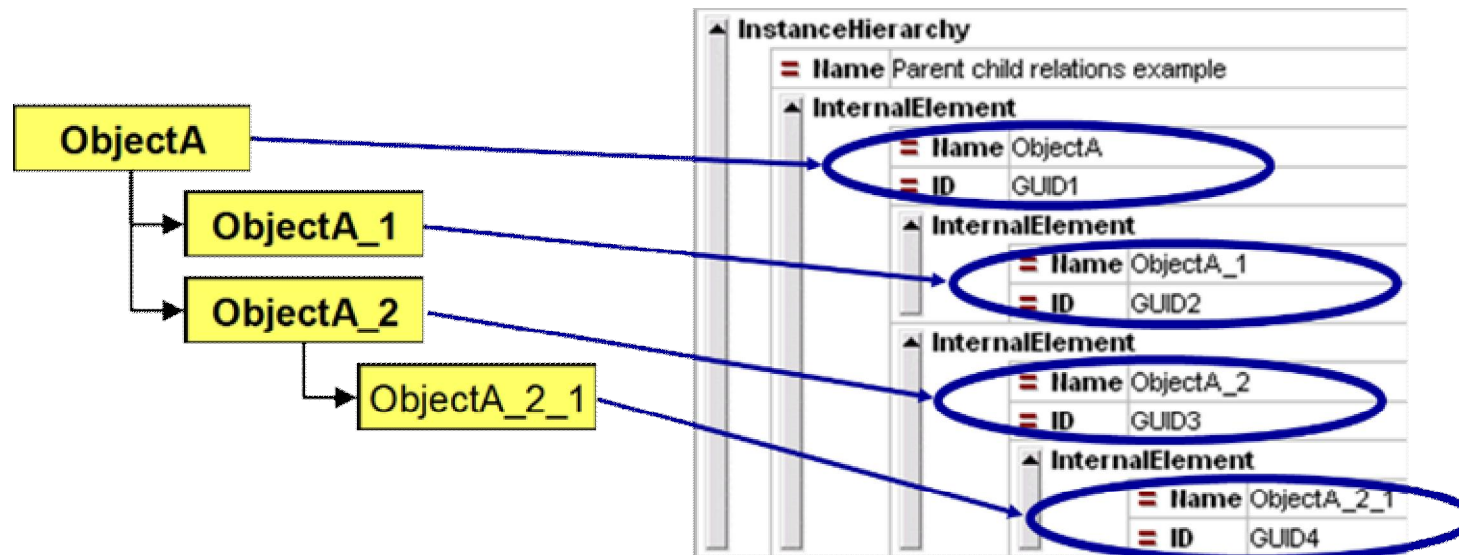 ObjectA
ObjectA_1
ObjectA_2
ObjectA_2_1
InstanceHierarchy
= Name Parent child relations example
InternalElement
= Name ObjectA
= ID GUID1
InternalElement
= Name ObjectA_1
= ID GUID2
InternalElement
= Name ObjectA_2
= ID GUID3
InternalElement
= Name ObjectA_2_1
= ID GUID4